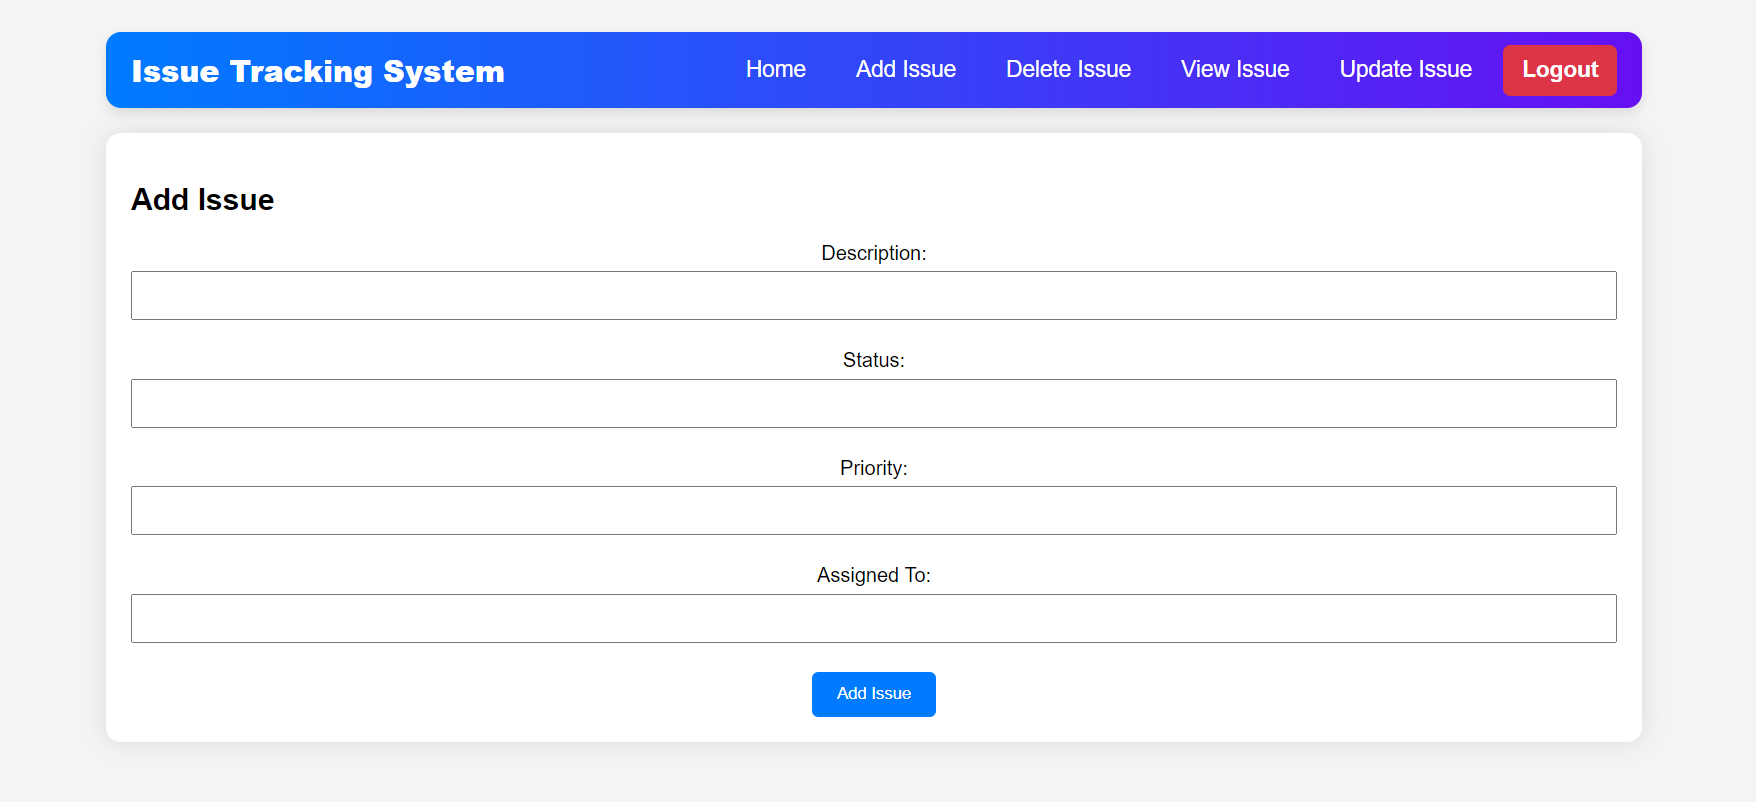 Issue Tracking System
Home
Add Issue
Delete Issue
View Issue
Update Issue
Logout
Add Issue
Description:
Status:
Priority:
Assigned To:
Add Issue